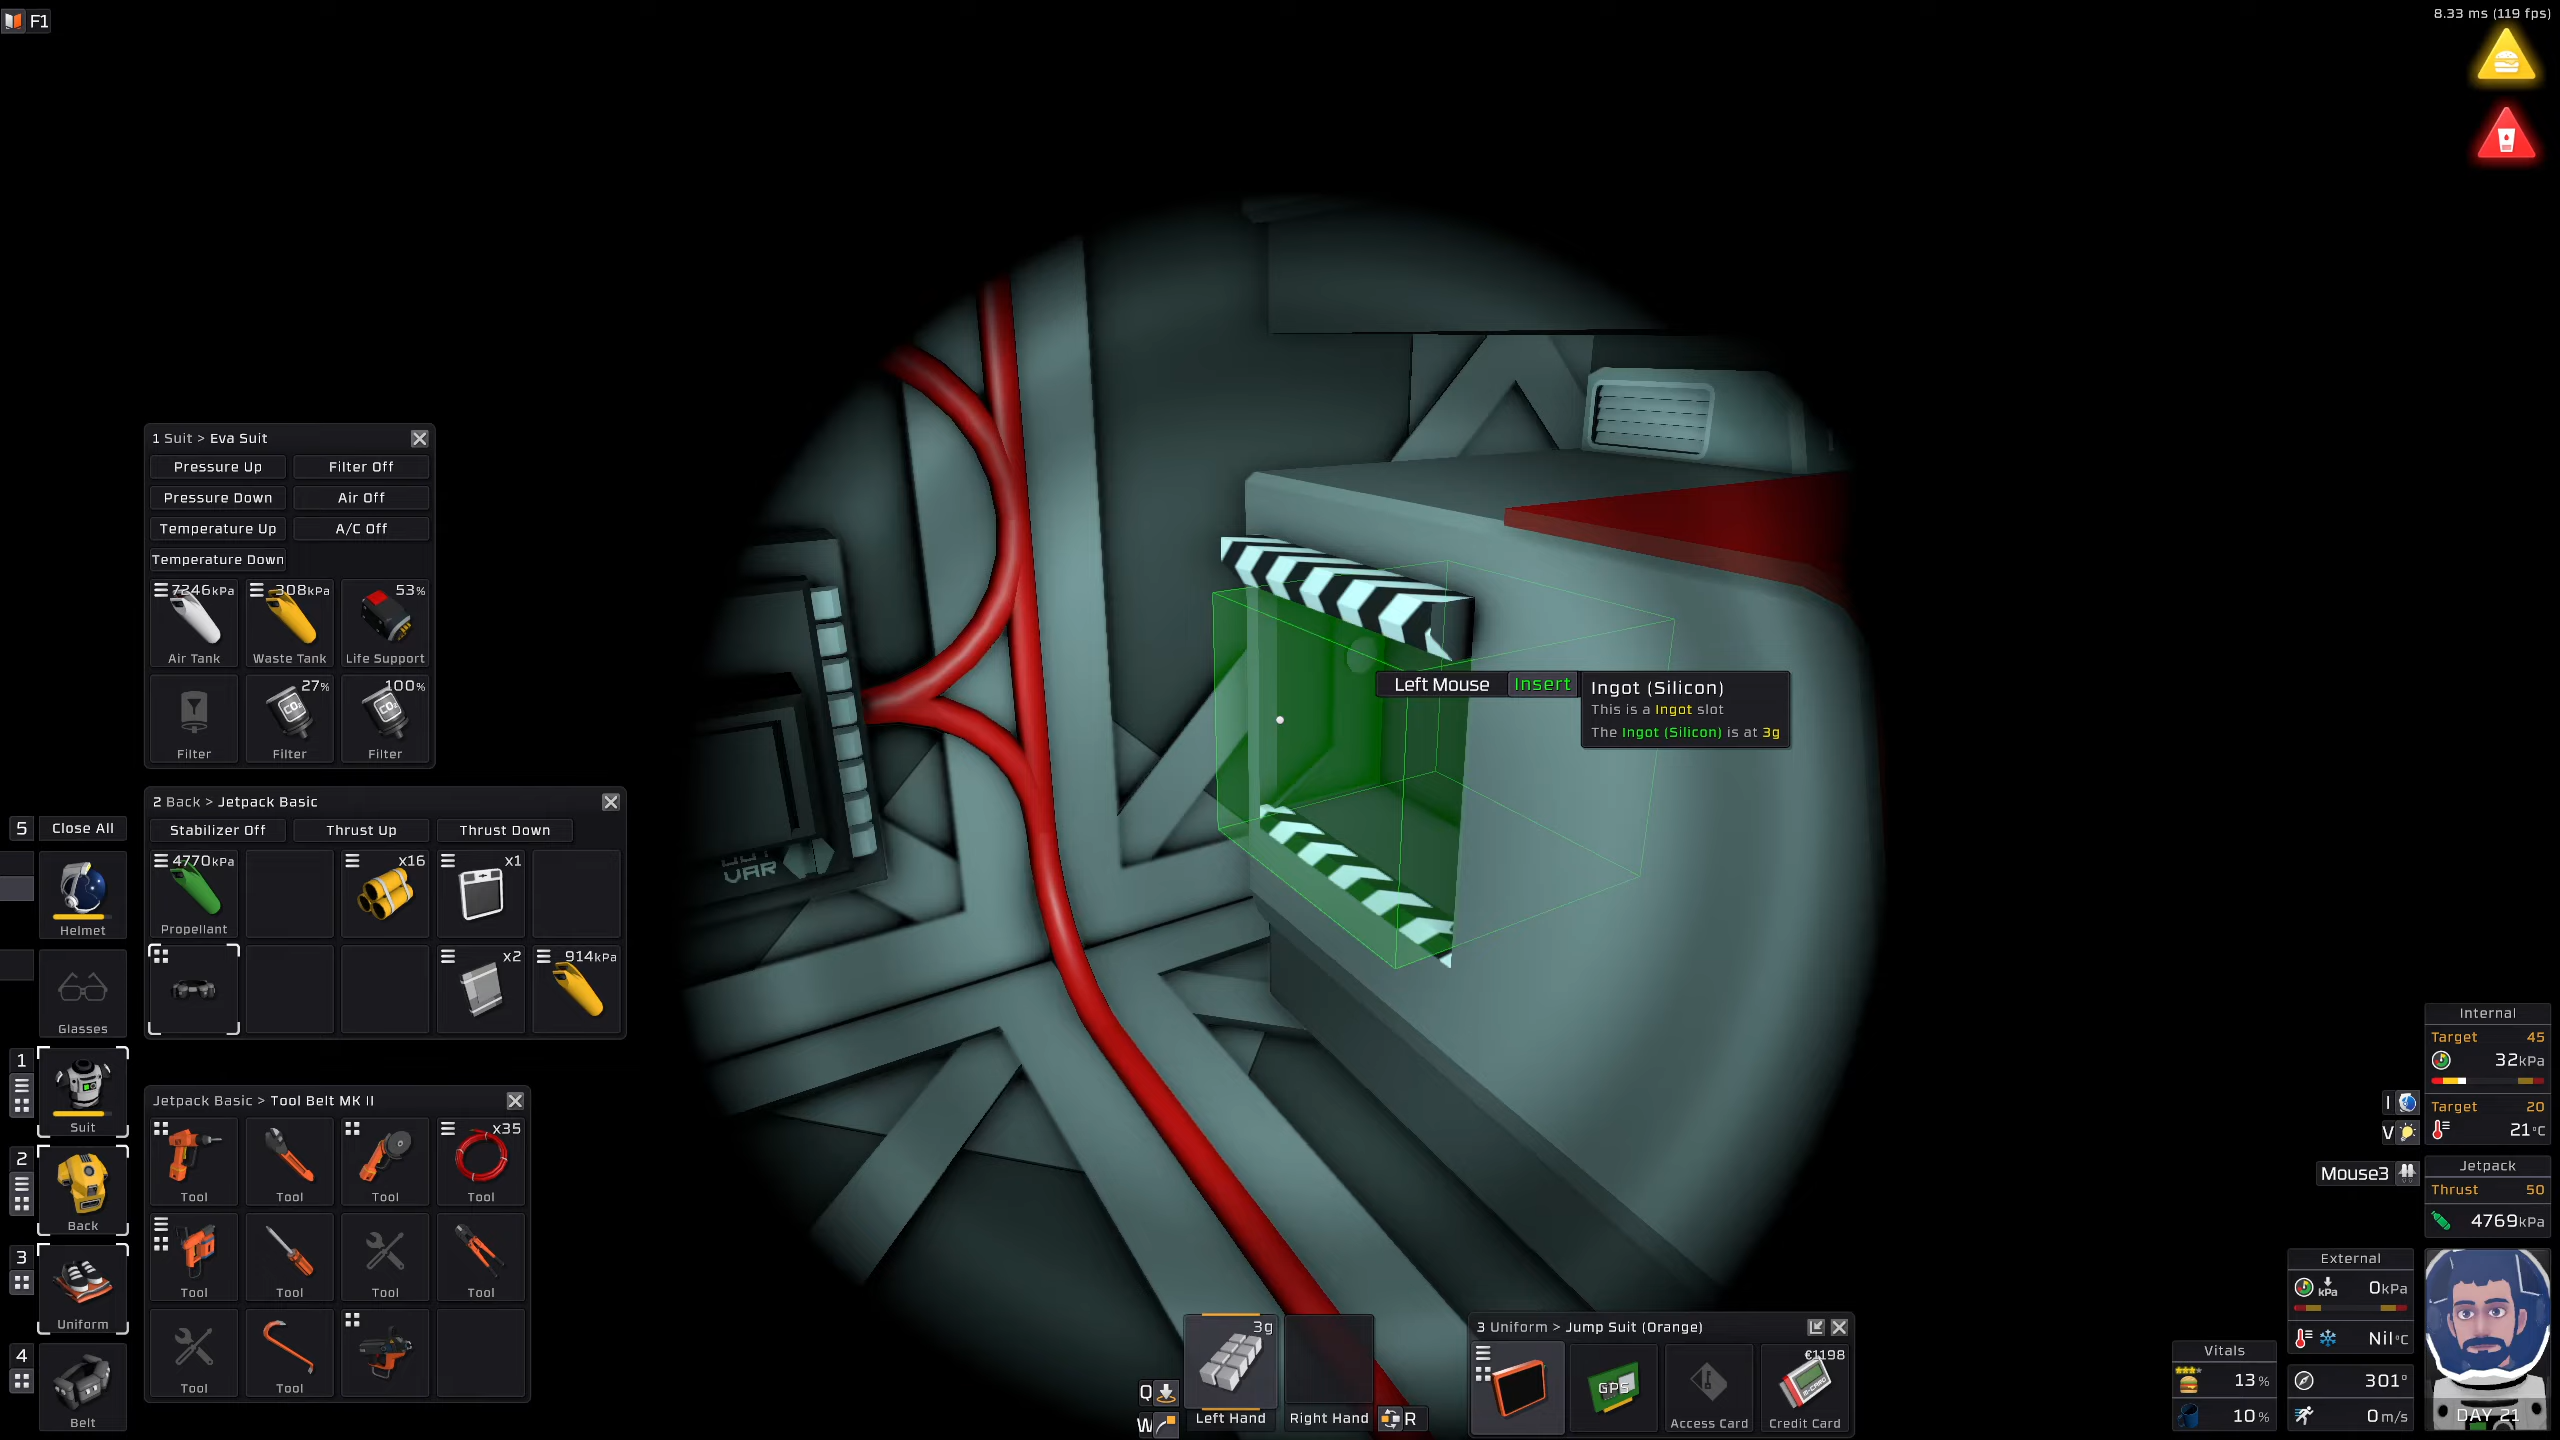 F1
8.33 ms (119 fps)
1 Suit > Eva Suit
Pressure Up
Filter Off
Pressure Down
Air Off
Temperature Up
A/C Off
Temperature Down
7246kPa
308kPa
53%
Air Tank
Waste Tank
Life Support
27%
100%
CO₂
CO₂
Filter
Filter
Filter
Left Mouse
Insert
Ingot (Silicon)
This is a Ingot slot
The Ingot (Silicon) is at 3g
2 Back > Jetpack Basic
Stabilizer Off
Thrust Up
Thrust Down
4770kPa
x16
x1
Propellant
x2
914kPa
5
Close All
Helmet
Glasses
1
Suit
2
Back
3
Uniform
4
Belt
VAR
Jetpack Basic > Tool Belt MK II
x35
Tool
Tool
Tool
Tool
Tool
Tool
Tool
Tool
Tool
Tool
3g
Q
W
Left Hand
Right Hand
R
3 Uniform > Jump Suit (Orange)
€1198
GPS
Access Card
Credit Card
Internal
Target 45
32kPa
Target 20
21°C
I
V
Jetpack
Mouse3
Thrust 50
4769kPa
External
kPa
0kPa
Nil°C
Vitals
13%
301°
10%
0m/s
DAY 21